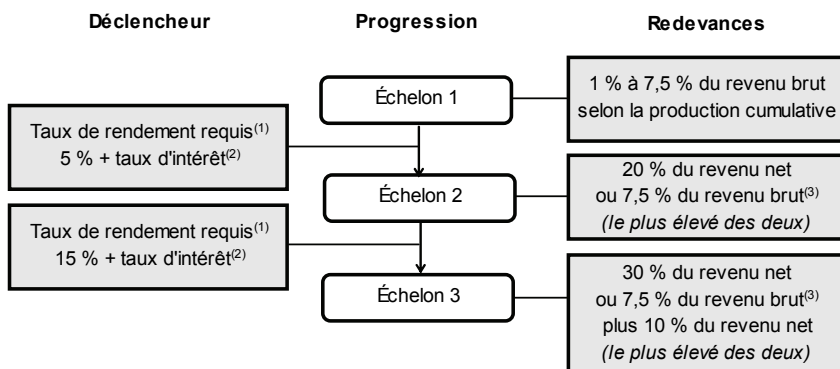 Déclencheur
Progression
Redevances
Échelon 1
1 % à 7,5 % du revenu brut
selon la production cumulative
Taux de rendement requis(1)
5 % + taux d'intérêt(2)
Échelon 2
20 % du revenu net
ou 7,5 % du revenu brut(3)
(le plus élevé des deux)
Taux de rendement requis(1)
15 % + taux d'intérêt(2)
Échelon 3
30 % du revenu net
ou 7,5 % du revenu brut(3)
plus 10 % du revenu net
(le plus élevé des deux)